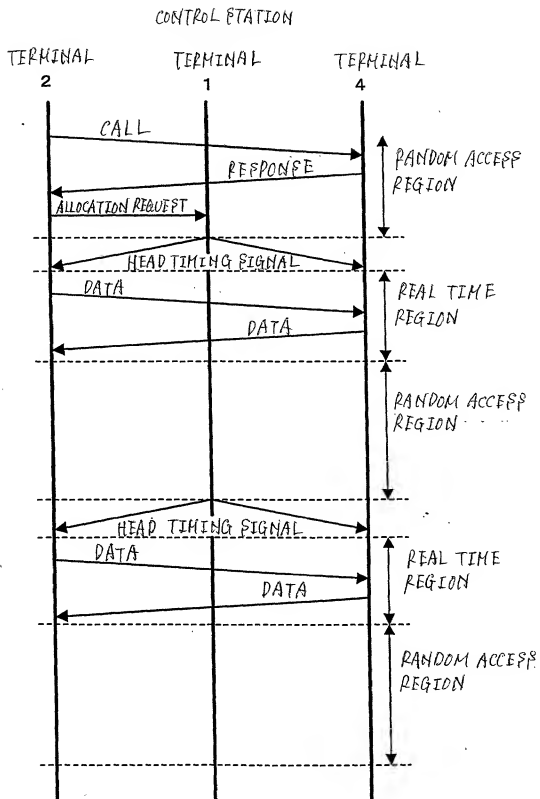 CONTROL STATION
TERMINAL
2
TERMINAL
1
TERMINAL
4
CALL
RESPONSE
ALLOCATION REQUEST
RANDOM ACCESS
REGION
HEAD TIMING SIGNAL
DATA
DATA
REAL TIME
REGION
RANDOM ACCESS
REGION
HEAD TIMING SIGNAL
DATA
DATA
REAL TIME
REGION
RANDOM ACCESS
REGION